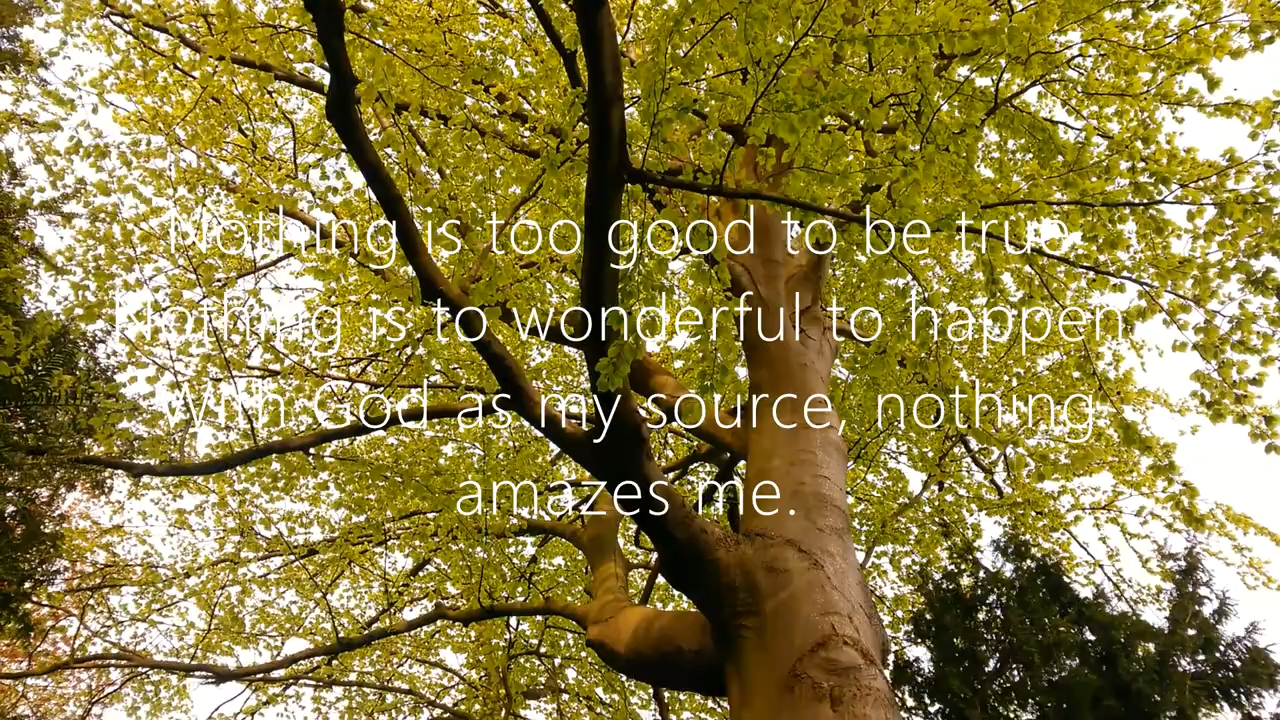 Nothing is too good to be true
Nothing is to wonderful to happen
With God as my source, nothing
amazes me.